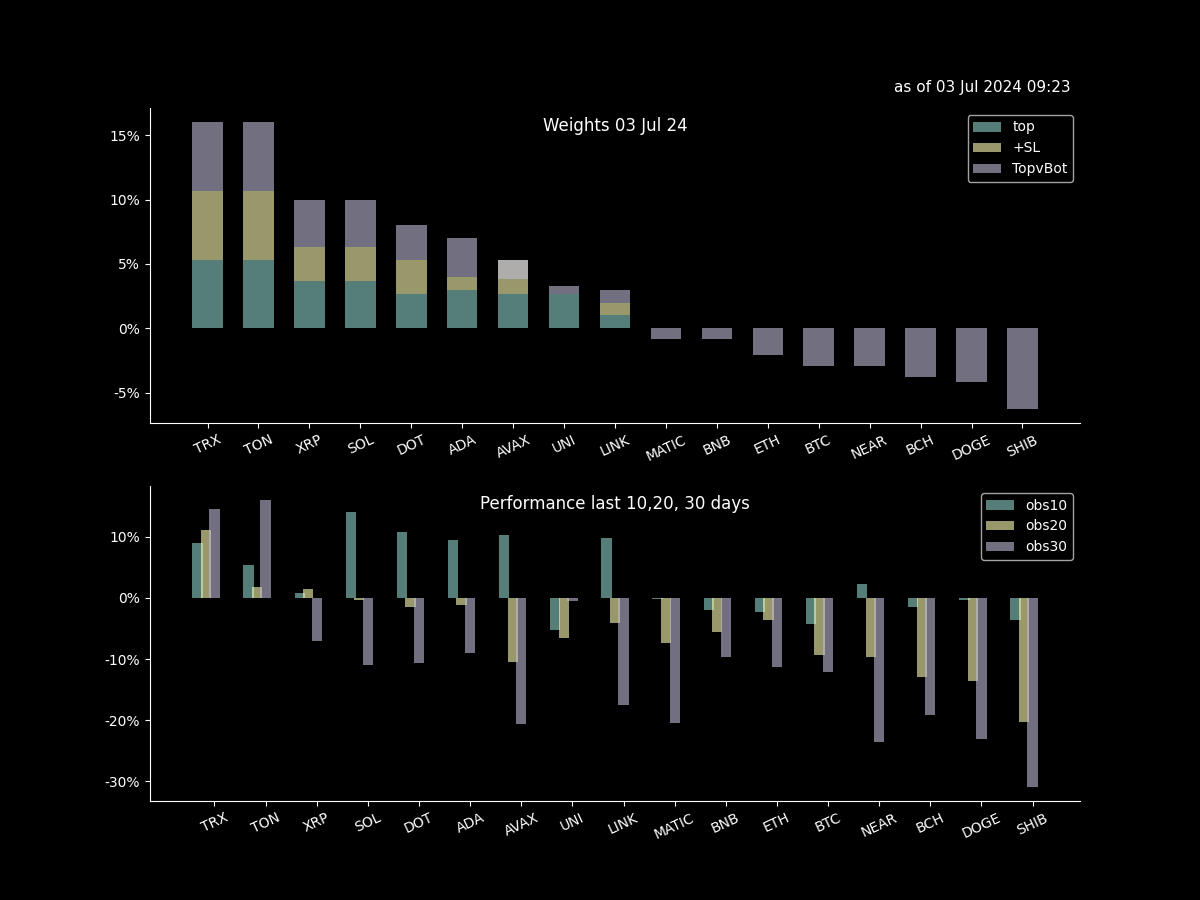 as of 03 Jul 2024 09:23
Weights 03 Jul 24
top
+SL
TopvBot
15%
10%
5%
0%
-5%
TRX TON XRP SOL DOT ADA AVAX UNI LINK MATIC BNB ETH BTC NEAR BCH DOGE SHIB
Performance last 10,20, 30 days
obs10
obs20
obs30
10%
0%
-10%
-20%
-30%
TRX TON XRP SOL DOT ADA AVAX UNI LINK MATIC BNB ETH BTC NEAR BCH DOGE SHIB